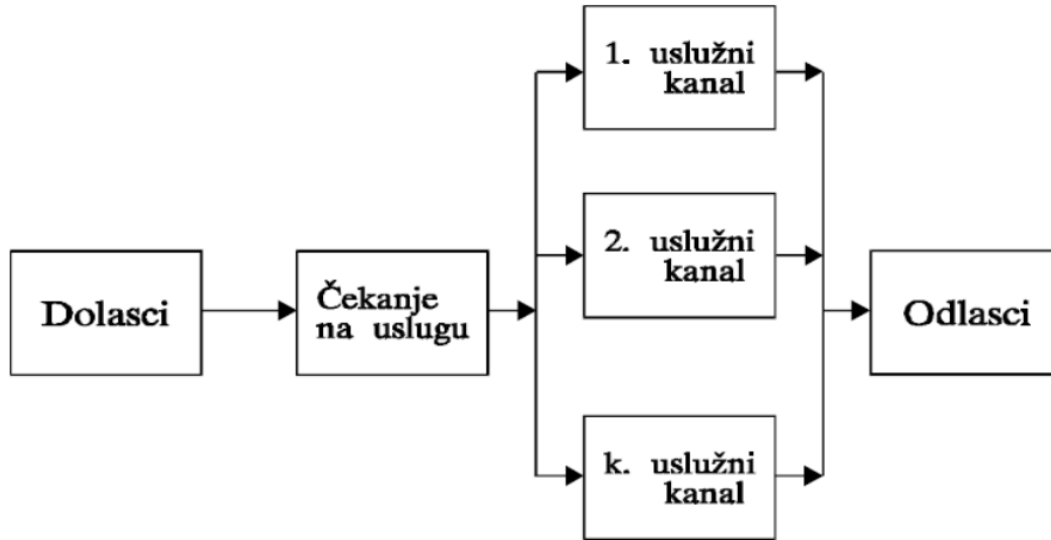 Dolasci
Čekanje
na uslugu
1. uslužni
kanal
2. uslužni
kanal
k. uslužni
kanal
Odlasci